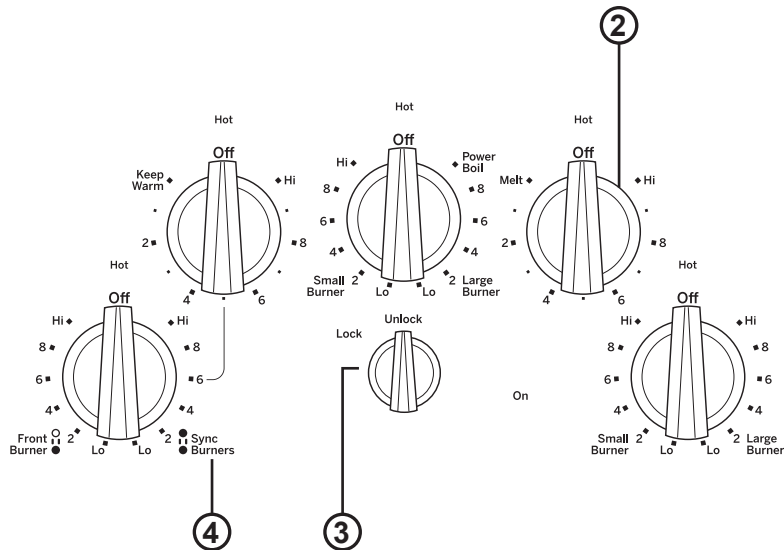 2
Hot
Off
Keep Warm
Hi
2
8
4
6
Hot
Off
Hi
Power Boil
8
8
6
6
4
4
Small Burner
2
2
Large Burner
Lo
Lo
Hot
Off
Melt
Hi
2
8
4
6
Hot
Off
Hi
Hi
8
8
6
6
4
4
Front Burner
2
2
Sync Burners
Lo
Lo
Unlock
Lock
On
Hot
Off
Hi
Hi
8
8
6
6
4
4
Small Burner
2
2
Large Burner
Lo
Lo
4
3